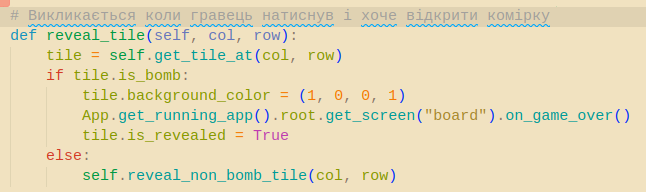 # Викликається коли гравець натиснув і хоче відкрити комірку
def reveal_tile(self, col, row):
    tile = self.get_tile_at(col, row)
    if tile.is_bomb:
        tile.background_color = (1, 0, 0, 1)
        App.get_running_app().root.get_screen("board").on_game_over()
        tile.is_revealed = True
    else:
        self.reveal_non_bomb_tile(col, row)